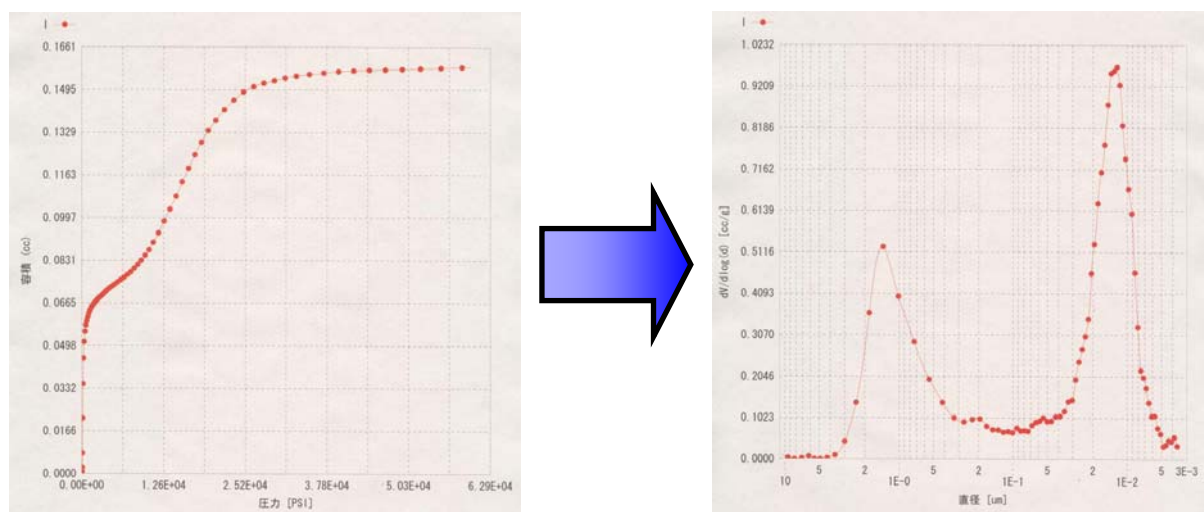 I
0.1661
0.1495
0.1329
0.1163
0.0997
0.0831
0.0665
0.0498
0.0332
0.0166
0.0000
容積 (cc)
0.00E+00 1.26E+04 2.52E+04 3.78E+04 5.03E+04 6.29E+04
圧力 [PSI]
I
1.0232
0.9209
0.8186
0.7162
0.6139
0.5116
0.4093
0.3070
0.2046
0.1023
0.0000
dV/dlog(d) [cc/g]
10 5 2 1E-0 5 2 1E-1 5 2 1E-2 5 3E-3
直径 [um]